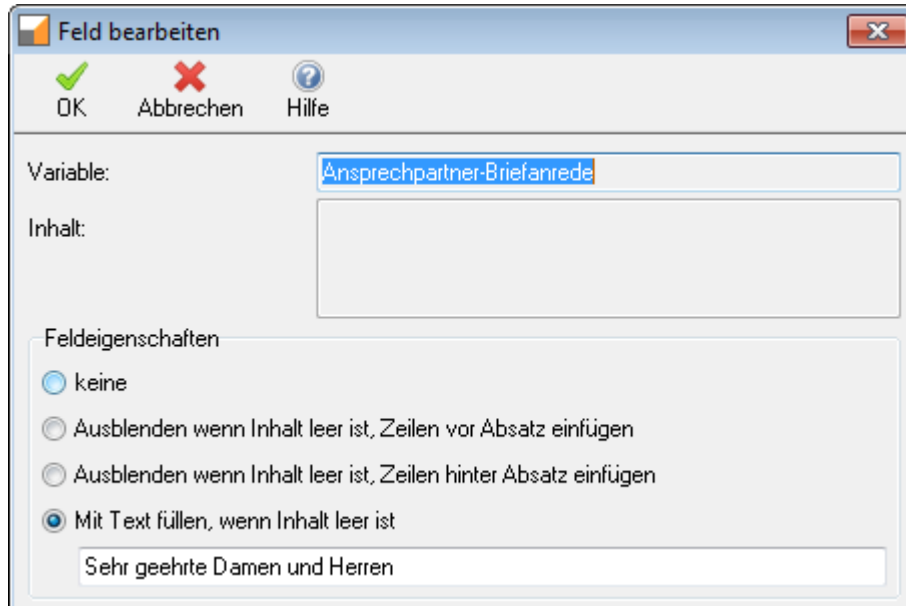 Feld bearbeiten
OK Abbrechen Hilfe
Variable: Ansprechpartner-Briefanrede
Inhalt:
Feldeigenschaften
keine
Ausblenden wenn Inhalt leer ist, Zeilen vor Absatz einfügen
Ausblenden wenn Inhalt leer ist, Zeilen hinter Absatz einfügen
Mit Text füllen, wenn Inhalt leer ist
Sehr geehrte Damen und Herren